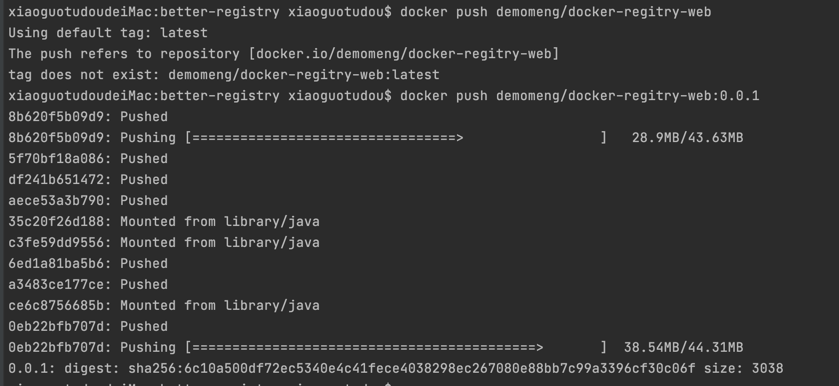 xiaoguotudoudeiMac:better-registry xiaoguotudou$ docker push demomeng/docker-regitry-web
Using default tag: latest
The push refers to repository [docker.io/demomeng/docker-regitry-web]
tag does not exist: demomeng/docker-regitry-web:latest
xiaoguotudoudeiMac:better-registry xiaoguotudou$ docker push demomeng/docker-regitry-web:0.0.1
8b620f5b09d9: Pushed
8b620f5b09d9: Pushing [=================================>                 ]   28.9MB/43.63MB
5f70bf18a086: Pushed
df241b651472: Pushed
aece53a3b790: Pushed
35c20f26d188: Mounted from library/java
c3fe59dd9556: Mounted from library/java
6ed1a81ba5b6: Pushed
a3483ce177ce: Pushed
ce6c8756685b: Mounted from library/java
0eb22bfb707d: Pushed
0eb22bfb707d: Pushing [===========================================>       ]  38.54MB/44.31MB
0.0.1: digest: sha256:6c10a500df72ec5340e4c41fece4038298ec267080e88bb7c99a3396cf30c06f size: 3038